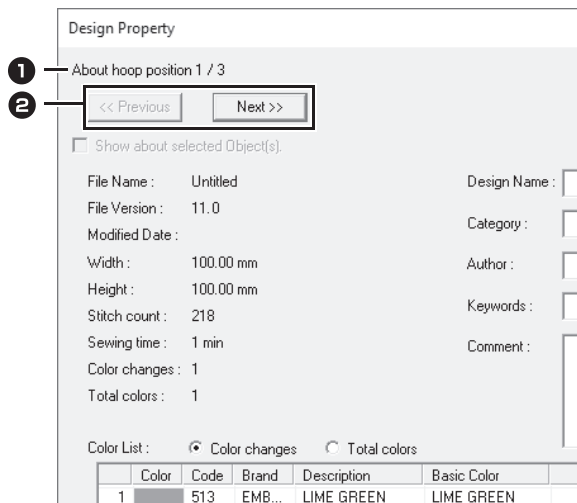 Design Property
1 About hoop position 1 / 3
2 << Previous Next >>
Show about selected Object(s).
File Name : Untitled Design Name :
File Version : 11.0
Category :
Modified Date :
Width : 100.00 mm Author :
Height : 100.00 mm
Keywords :
Stitch count : 218
Sewing time : 1 min Comment :
Color changes : 1
Total colors : 1
Color List : Color changes Total colors
Color Code Brand Description Basic Color
1 513 EMB... LIME GREEN LIME GREEN